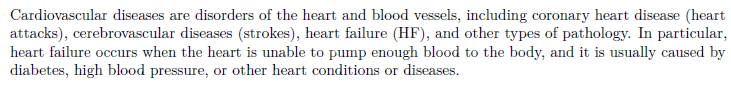 Cardiovascular diseases are disorders of the heart and blood vessels, including coronary heart disease (heart
attacks), cerebrovascular diseases (strokes), heart failure (HF), and other types of pathology. In particular,
heart failure occurs when the heart is unable to pump enough blood to the body, and it is usually caused by
diabetes, high blood pressure, or other heart conditions or diseases.